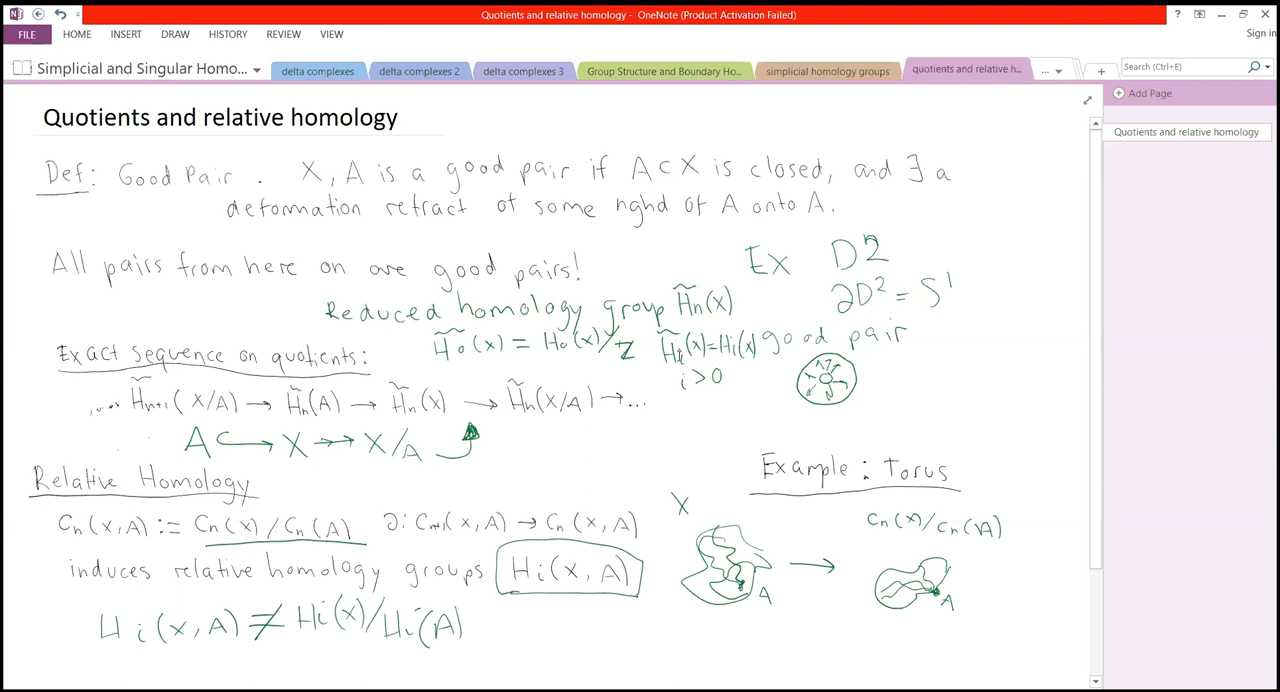 Quotients and relative homology - OneNote (Product Activation Failed)
FILE HOME INSERT DRAW HISTORY REVIEW VIEW
Sign in
Simplicial and Singular Homo...
delta complexes
delta complexes 2
delta complexes 3
Group Structure and Boundary Ho...
simplicial homology groups
quotients and relative h...
...
Search (Ctrl+E)
Add Page
Quotients and relative homology
Quotients and relative homology
Def: Good Pair. X, A is a good pair if A⊂X is closed, and ∃ a
deformation retract of some nghd of A onto A.
All pairs from here on are good pairs!
Ex D2
∂D² = S¹
good pair
Reduced homology group H̃n(X)
H̃o(x) = Ho(x)/Z H̃i(x)=Hi(x)
i>0
Exact sequence on quotients:
.... H̃n+1(X/A) → H̃n(A) → H̃n(X) → H̃n(X/A) → ...
A ↪ X ↠ X/A
Relative Homology
Cn(X,A) := Cn(X)/Cn(A) ∂: Cn+1(X,A) → Cn(X,A)
induces relative homology groups Hi(X,A)
Hi(X,A) ≠ Hi(X)/Hi(A)
Example: Torus
X
Cn(X)/Cn(A)
A
→
A